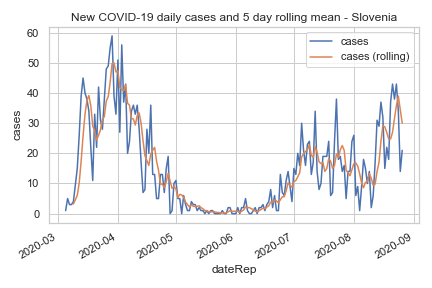 New COVID-19 daily cases and 5 day rolling mean - Slovenia
cases
cases (rolling)
60
50
40
30
20
10
0
cases
2020-03
2020-04
2020-05
2020-06
2020-07
2020-08
2020-09
dateRep